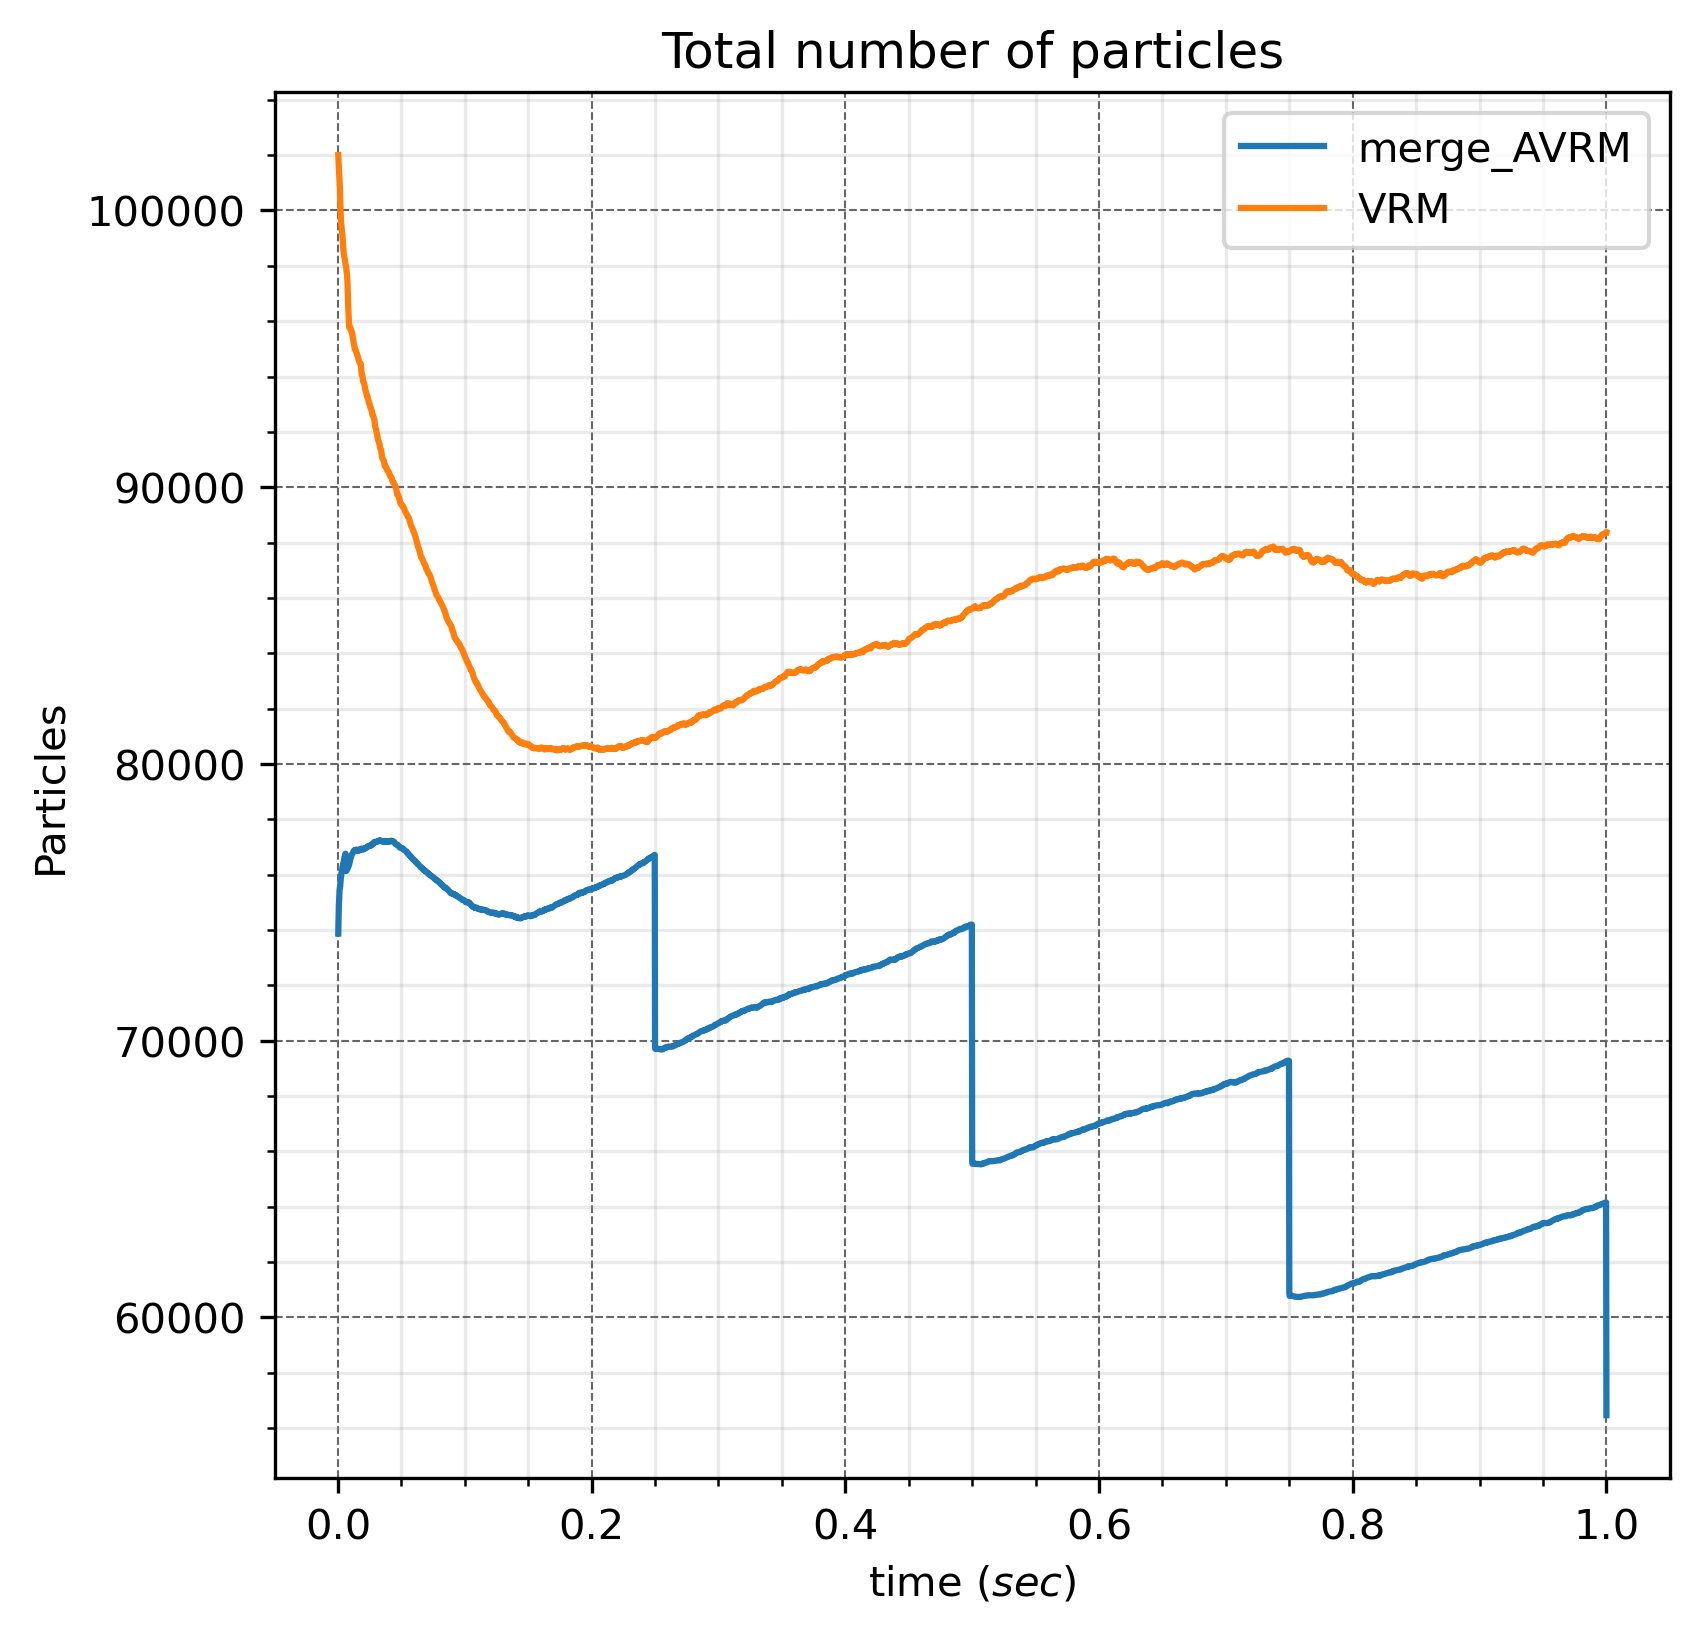 Total number of particles
merge_AVRM
VRM
Particles
100000
90000
80000
70000
60000
0.0 0.2 0.4 0.6 0.8 1.0
time (sec)